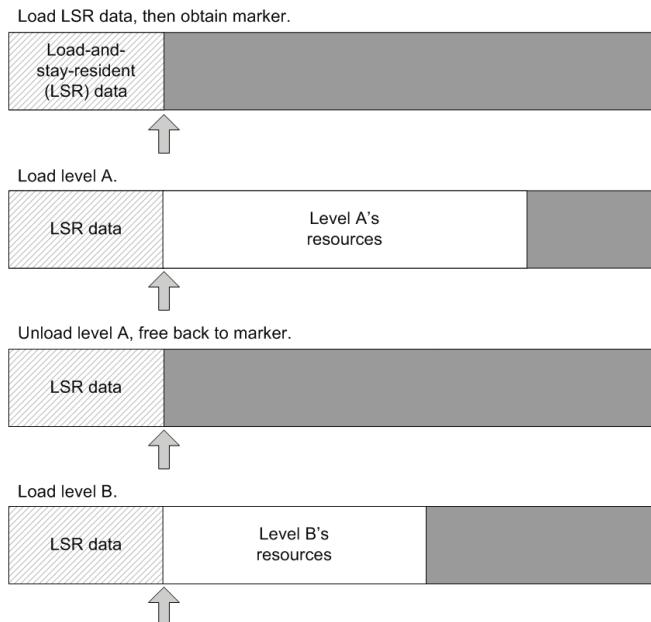 Load LSR data, then obtain marker.
Load-and-
stay-resident
(LSR) data
Load level A.
LSR data
Level A’s
resources
Unload level A, free back to marker.
LSR data
Load level B.
LSR data
Level B’s
resources